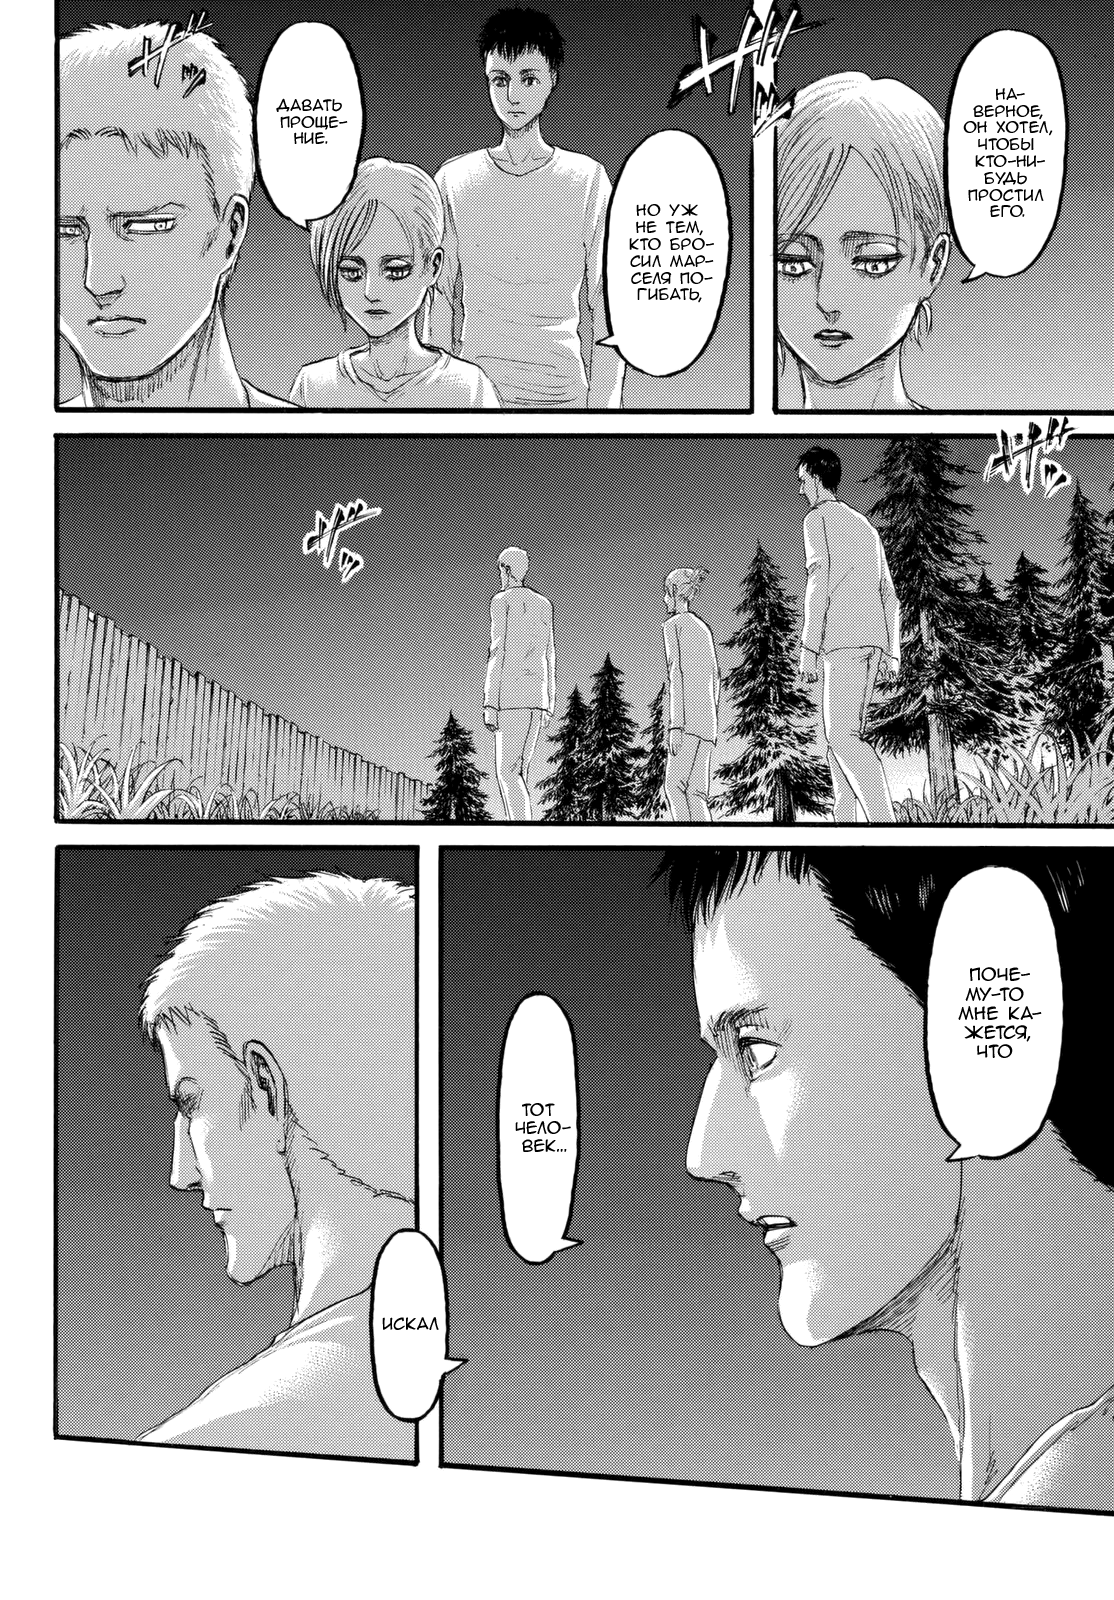 НА-
ВЕРНОЕ,
ОН ХОТЕЛ,
ЧТОБЫ
КТО-НИ-
БУДЬ
ПРОСТИЛ
ЕГО.
НО УЖ
НЕ ТЕМ,
КТО БРО-
СИЛ МАР-
СЕЛЯ ПО-
ГИБАТЬ,
ДАВАТЬ
ПРОЩЕ-
НИЕ.
ПОЧЕ-
МУ-ТО
МНЕ КА-
ЖЕТСЯ,
ЧТО
ТОТ
ЧЕЛО-
ВЕК...
ИСКАЛ